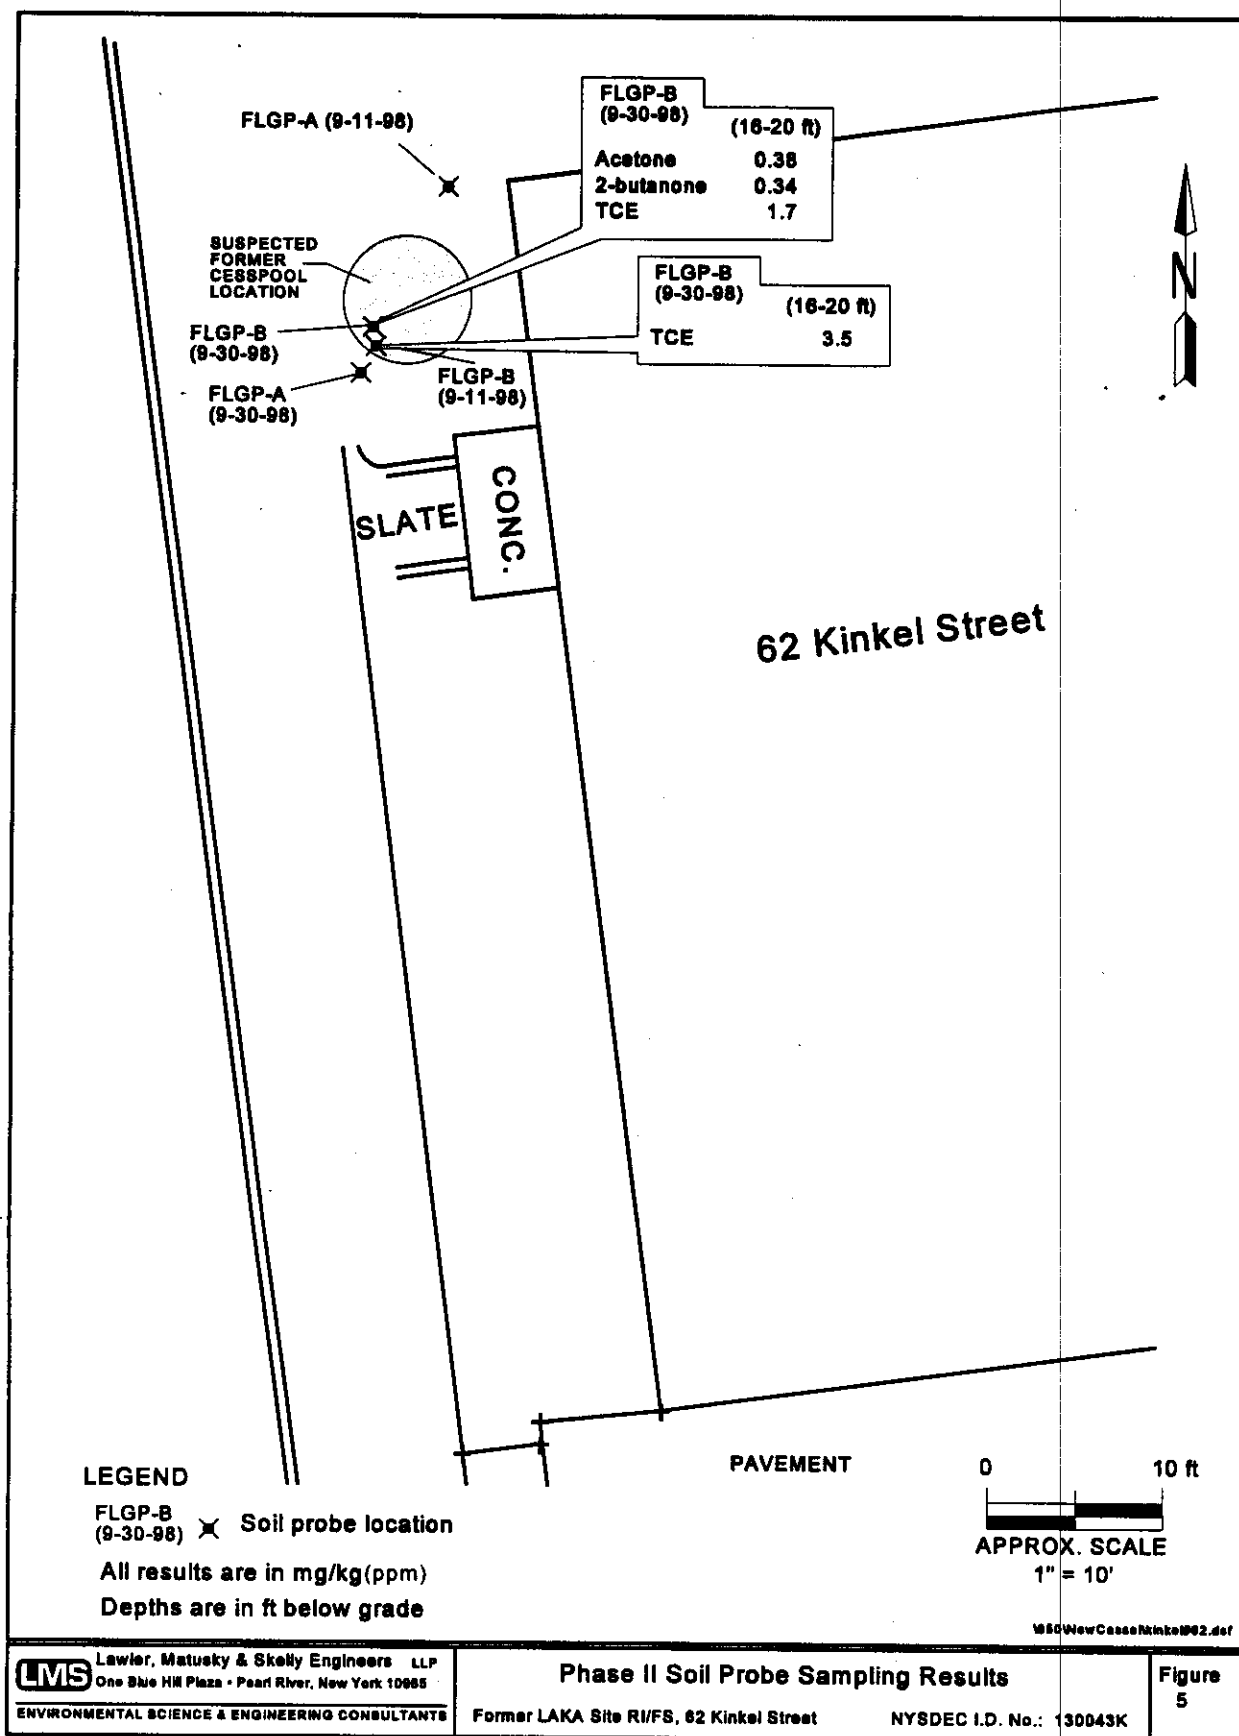 FLGP-A (9-11-98)
FLGP-B
(9-30-98)
(16-20 ft)
Acetone 0.38
2-butanone 0.34
TCE 1.7
SUSPECTED
FORMER
CESSPOOL
LOCATION
FLGP-B
(9-30-98)
(16-20 ft)
TCE 3.5
N
FLGP-B
(9-30-98)
FLGP-B
(9-11-98)
FLGP-A
(9-30-98)
SLATE
CONC.
62 Kinkel Street
PAVEMENT
0 10 ft
APPROX. SCALE
1" = 10'
LEGEND
FLGP-B
(9-30-98)
Soil probe location
All results are in mg/kg(ppm)
Depths are in ft below grade
LMS
Lawler, Matusky & Skelly Engineers LLP
One Blue Hill Plaza • Pearl River, New York 10965
ENVIRONMENTAL SCIENCE & ENGINEERING CONSULTANTS
Phase II Soil Probe Sampling Results
Former LAKA Site RI/FS, 62 Kinkel Street
NYSDEC I.D. No.: 130043K
Figure
5